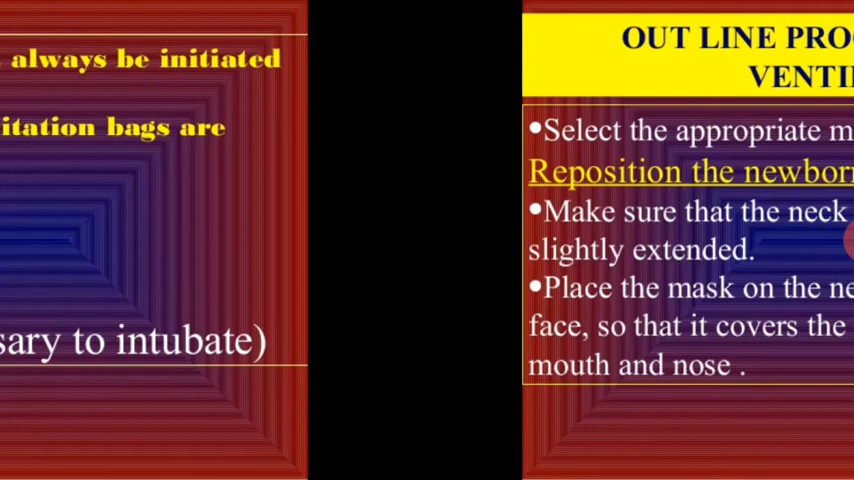 always be initiated
itation bags are
sary to intubate)
OUT LINE PRO
VENTI
•Select the appropriate m
Reposition the newborn
•Make sure that the neck
slightly extended.
•Place the mask on the ne
face, so that it covers the
mouth and nose .